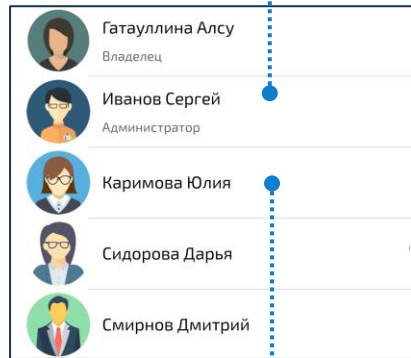 Гатауллина Алсу
Владелец
Иванов Сергей
Администратор
Каримова Юлия
Сидорова Дарья
Смирнов Дмитрий